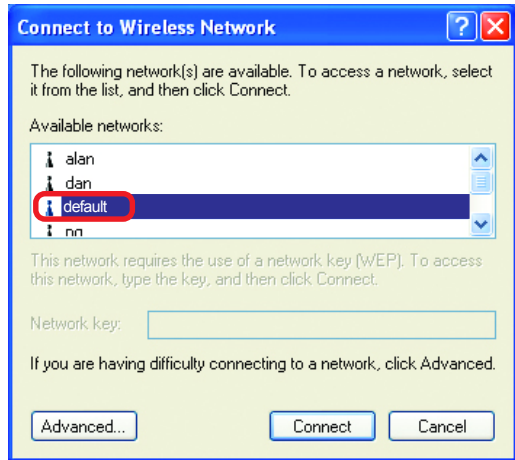 Connect to Wireless Network
The following network(s) are available. To access a network, select
it from the list, and then click Connect.
Available networks:
alan
dan
default
This network requires the use of a network key (WEP). To access
this network, type the key, and then click Connect.
Network key:
If you are having difficulty connecting to a network, click Advanced.
Advanced...
Connect
Cancel